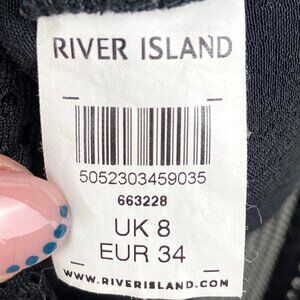 RIVER ISLAND
5052303459035
663228
UK 8
EUR 34
WWW.RIVERISLAND.COM